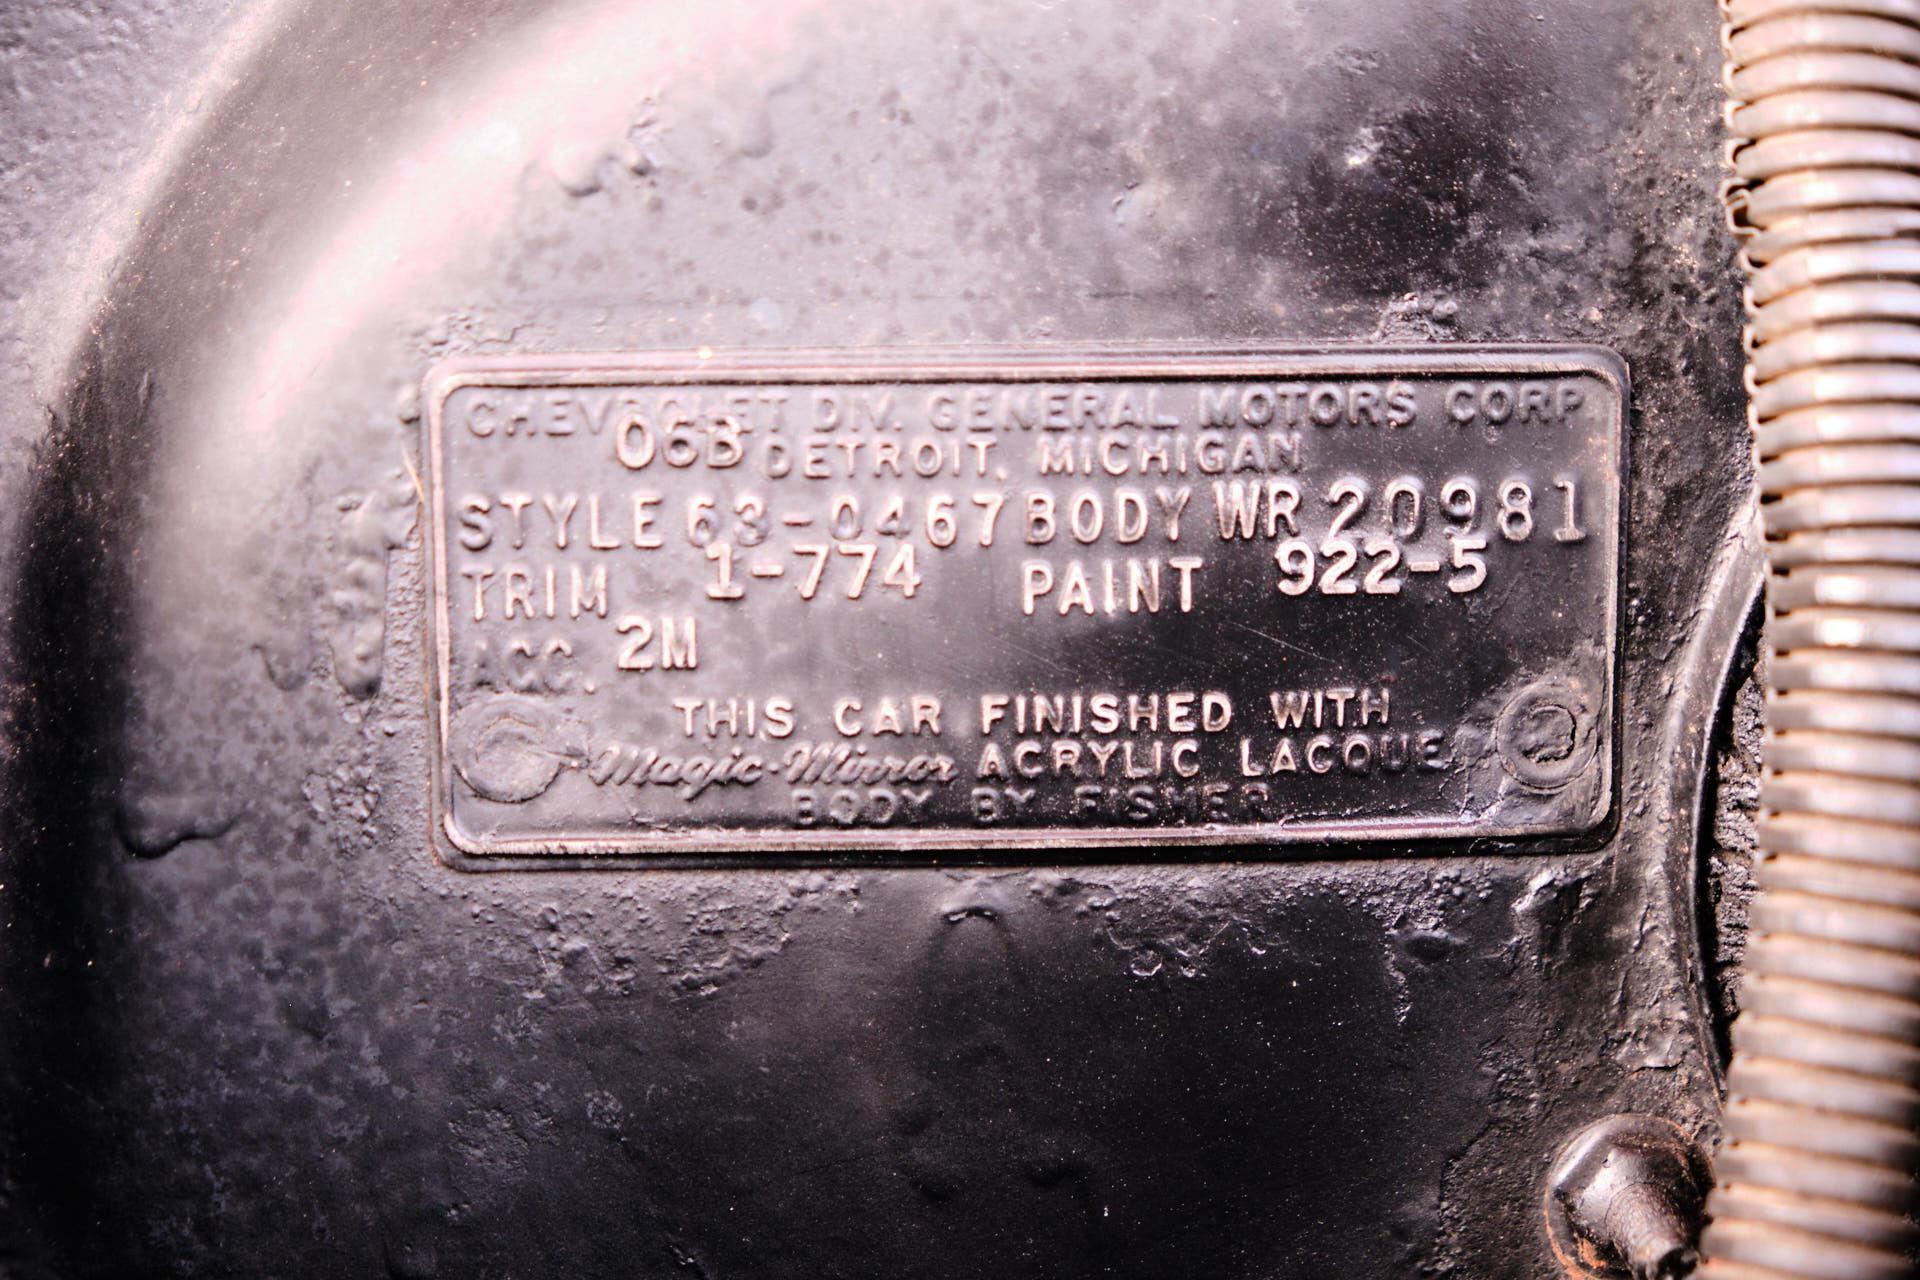 CHEVROLET DIV. GENERAL MOTORS CORP
06B DETROIT, MICHIGAN
STYLE 63-0467 BODY WR 20981
TRIM 1-774 PAINT 922-5
ACC. 2M
THIS CAR FINISHED WITH
Magic-Mirror ACRYLIC LACQUER
BODY BY FISHER